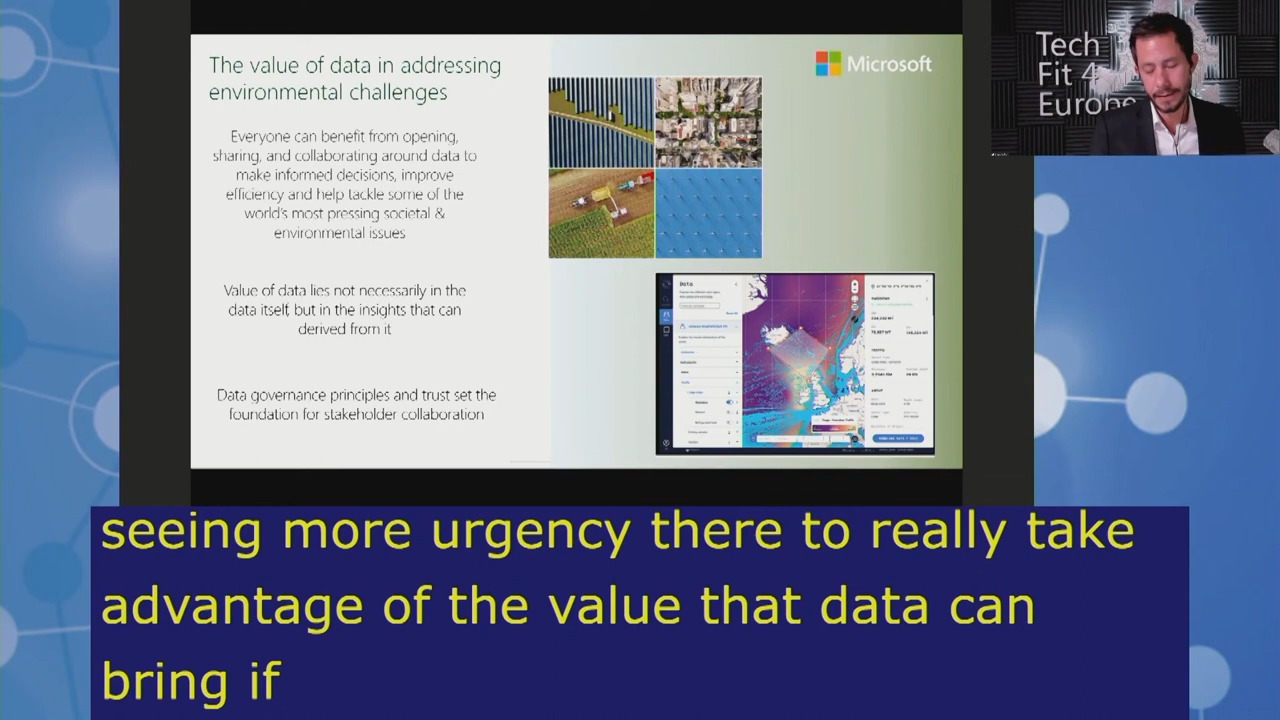 The value of data in addressing
environmental challenges
Everyone can benefit from opening,
sharing, and collaborating around data to
make informed decisions, improve
efficiency and help tackle some of the
world's most pressing societal &
environmental issues
Value of data lies not necessarily in the
data itself, but in the insights that can
derived from it
Data governance principles and trust set the
foundation for stakeholder collaboration
Microsoft
Data
Tech
Fit 4
Europe
seeing more urgency there to really take
advantage of the value that data can
bring if